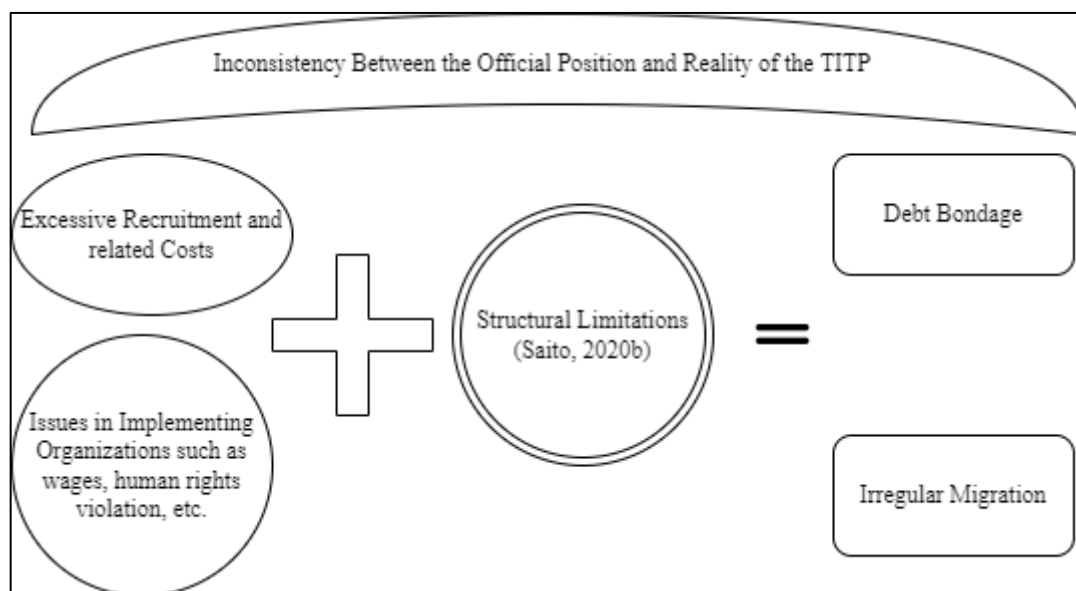 Inconsistency Between the Official Position and Reality of the TITP
Excessive Recruitment and
related Costs
Issues in Implementing
Organizations such as
wages, human rights
violation, etc.
Structural Limitations
(Saito, 2020b)
Debt Bondage
Irregular Migration